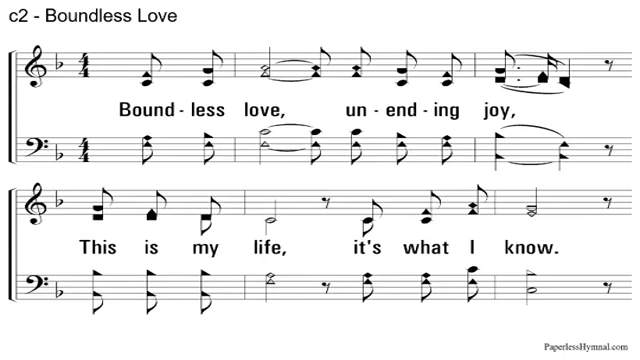 c2 - Boundless Love
Bound - less love, un - end - ing joy,
This is my life, it's what I know.
PaperlessHymnal.com